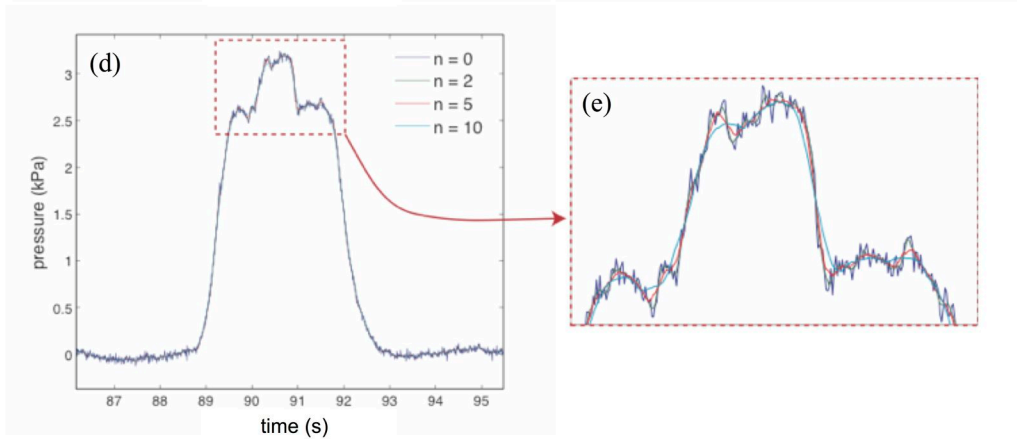 (d)
n = 0
n = 2
n = 5
n = 10
3
2.5
2
1.5
1
0.5
0
pressure (kPa)
87 88 89 90 91 92 93 94 95
time (s)
(e)